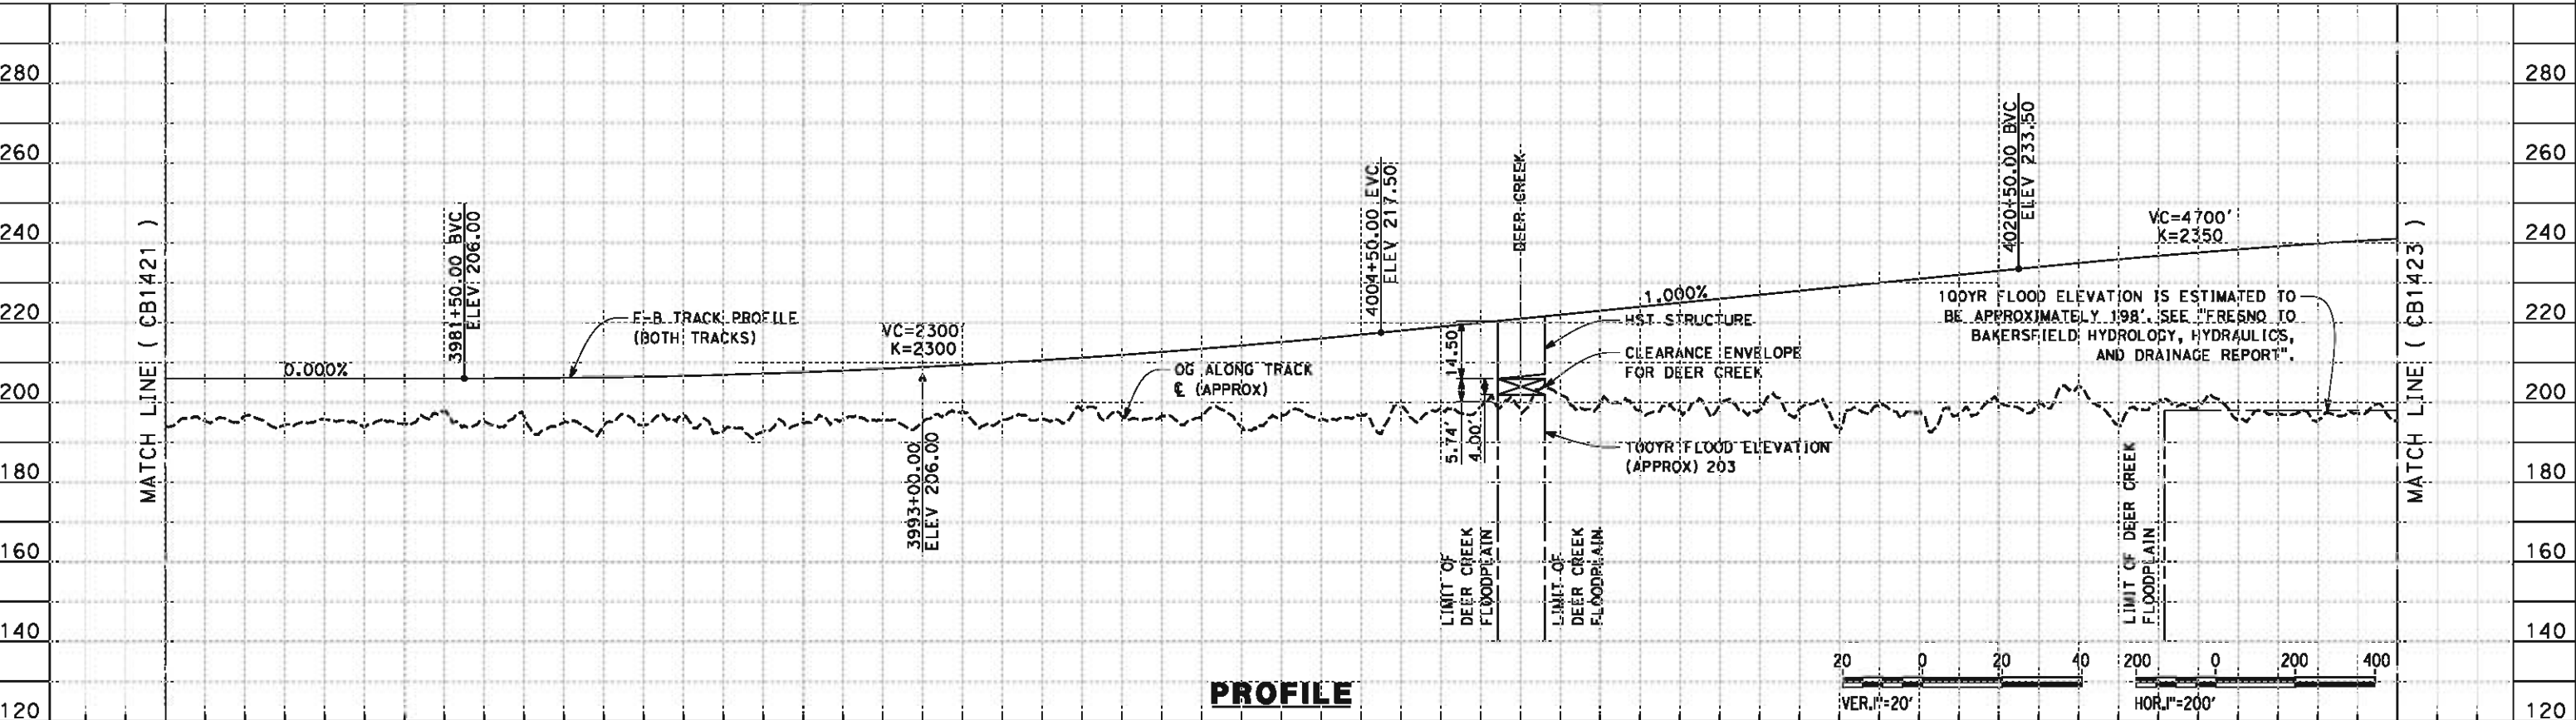 280
260
240
220
200
180
160
140
120
MATCH LINE ( CB1421 )
3981+50.00 BVC
ELEV 206.00
0.000%
F-B TRACK PROFILE
(BOTH TRACKS)
VC=2300'
K=2300
3993+00.00
ELEV 206.00
OG ALONG TRACK
℄ (APPROX)
4004+50.00 EVC
ELEV 217.50
DEER CREEK
14.50'
5.74'
4.00'
1.000%
HST STRUCTURE
CLEARANCE ENVELOPE
FOR DEER CREEK
100YR FLOOD ELEVATION
(APPROX) 203
LIMIT OF
DEER CREEK
FLOODPLAIN
LIMIT OF
DEER CREEK
FLOODPLAIN
4020+50.00 BVC
ELEV 233.50
VC=4700'
K=2350
100YR FLOOD ELEVATION IS ESTIMATED TO
BE APPROXIMATELY 198'. SEE "FRESNO TO
BAKERSFIELD HYDROLOGY, HYDRAULICS,
AND DRAINAGE REPORT".
LIMIT OF DEER CREEK
FLOODPLAIN
MATCH LINE ( CB1423 )
280
260
240
220
200
180
160
140
120
PROFILE
20 0 20 40
VER.1"=20'
200 0 200 400
HOR.1"=200'